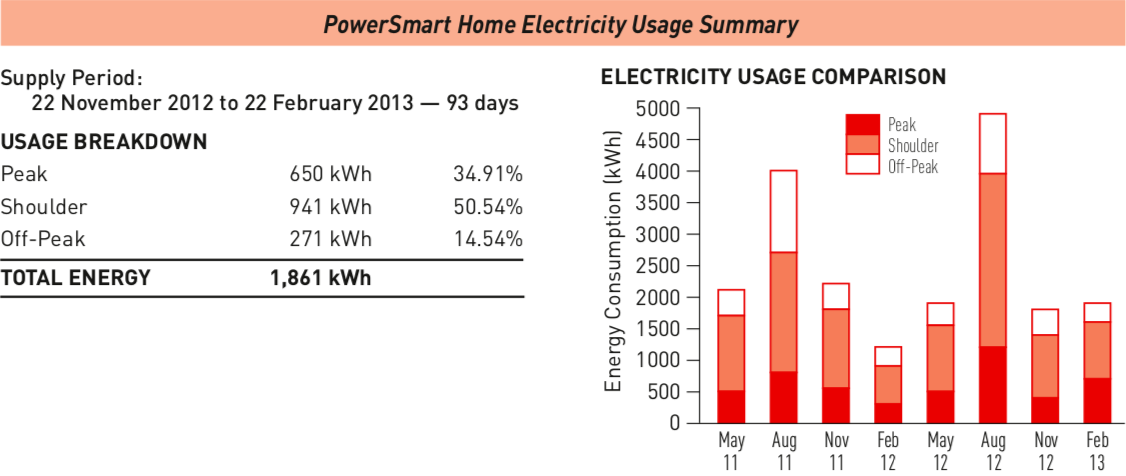 PowerSmart Home Electricity Usage Summary
Supply Period:
22 November 2012 to 22 February 2013 — 93 days
USAGE BREAKDOWN
Peak 650 kWh 34.91%
Shoulder 941 kWh 50.54%
Off-Peak 271 kWh 14.54%
TOTAL ENERGY 1,861 kWh
ELECTRICITY USAGE COMPARISON
Energy Consumption (kWh)
5000
4500
4000
3500
3000
2500
2000
1500
1000
500
0
Peak
Shoulder
Off-Peak
May Aug Nov Feb May Aug Nov Feb
11 11 11 12 12 12 12 13